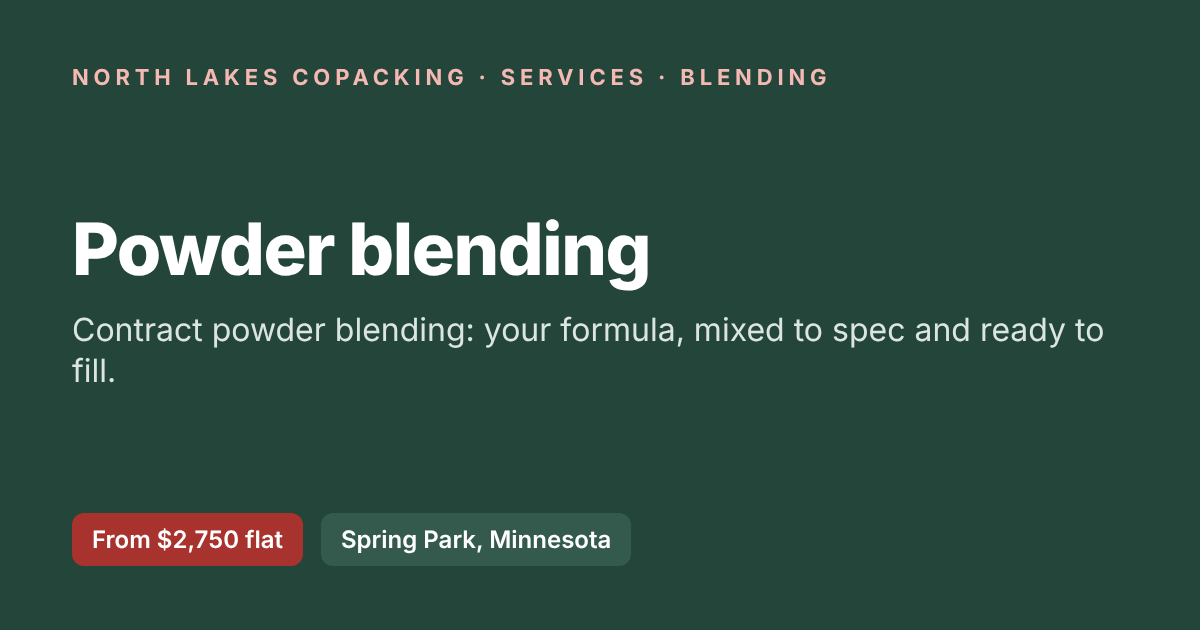 NORTH LAKES COPACKING · SERVICES · BLENDING
Powder blending
Contract powder blending: your formula, mixed to spec and ready to
fill.
From $2,750 flat
Spring Park, Minnesota